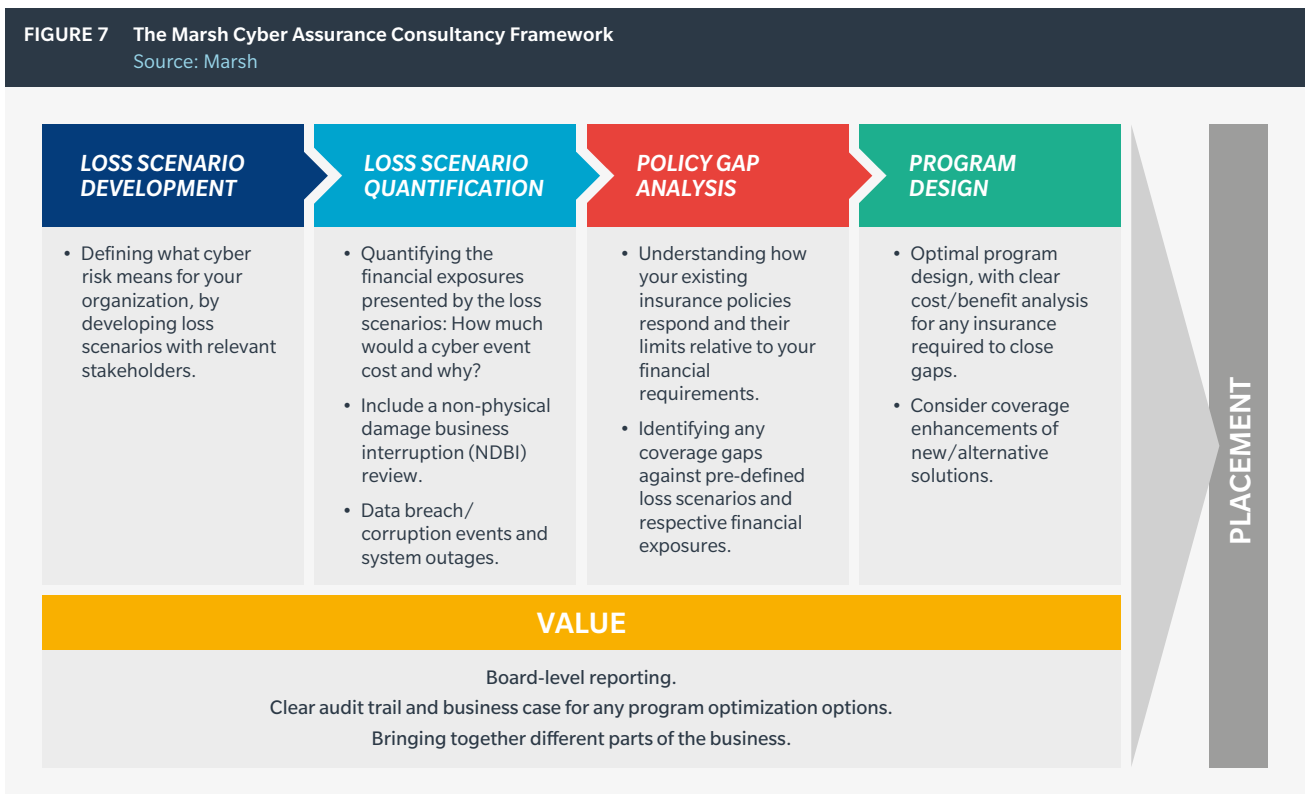 FIGURE 7 The Marsh Cyber Assurance Consultancy Framework
Source: Marsh
LOSS SCENARIO
DEVELOPMENT
• Defining what cyber
risk means for your
organization, by
developing loss
scenarios with relevant
stakeholders.
LOSS SCENARIO
QUANTIFICATION
• Quantifying the
financial exposures
presented by the loss
scenarios: How much
would a cyber event
cost and why?
• Include a non-physical
damage business
interruption (NDBI)
review.
• Data breach/
corruption events and
system outages.
POLICY GAP
ANALYSIS
• Understanding how
your existing
insurance policies
respond and their
limits relative to your
financial
requirements.
• Identifying any
coverage gaps
against pre-defined
loss scenarios and
respective financial
exposures.
PROGRAM
DESIGN
• Optimal program
design, with clear
cost/benefit analysis
for any insurance
required to close
gaps.
• Consider coverage
enhancements of
new/alternative
solutions.
VALUE
Board-level reporting.
Clear audit trail and business case for any program optimization options.
Bringing together different parts of the business.
PLACEMENT